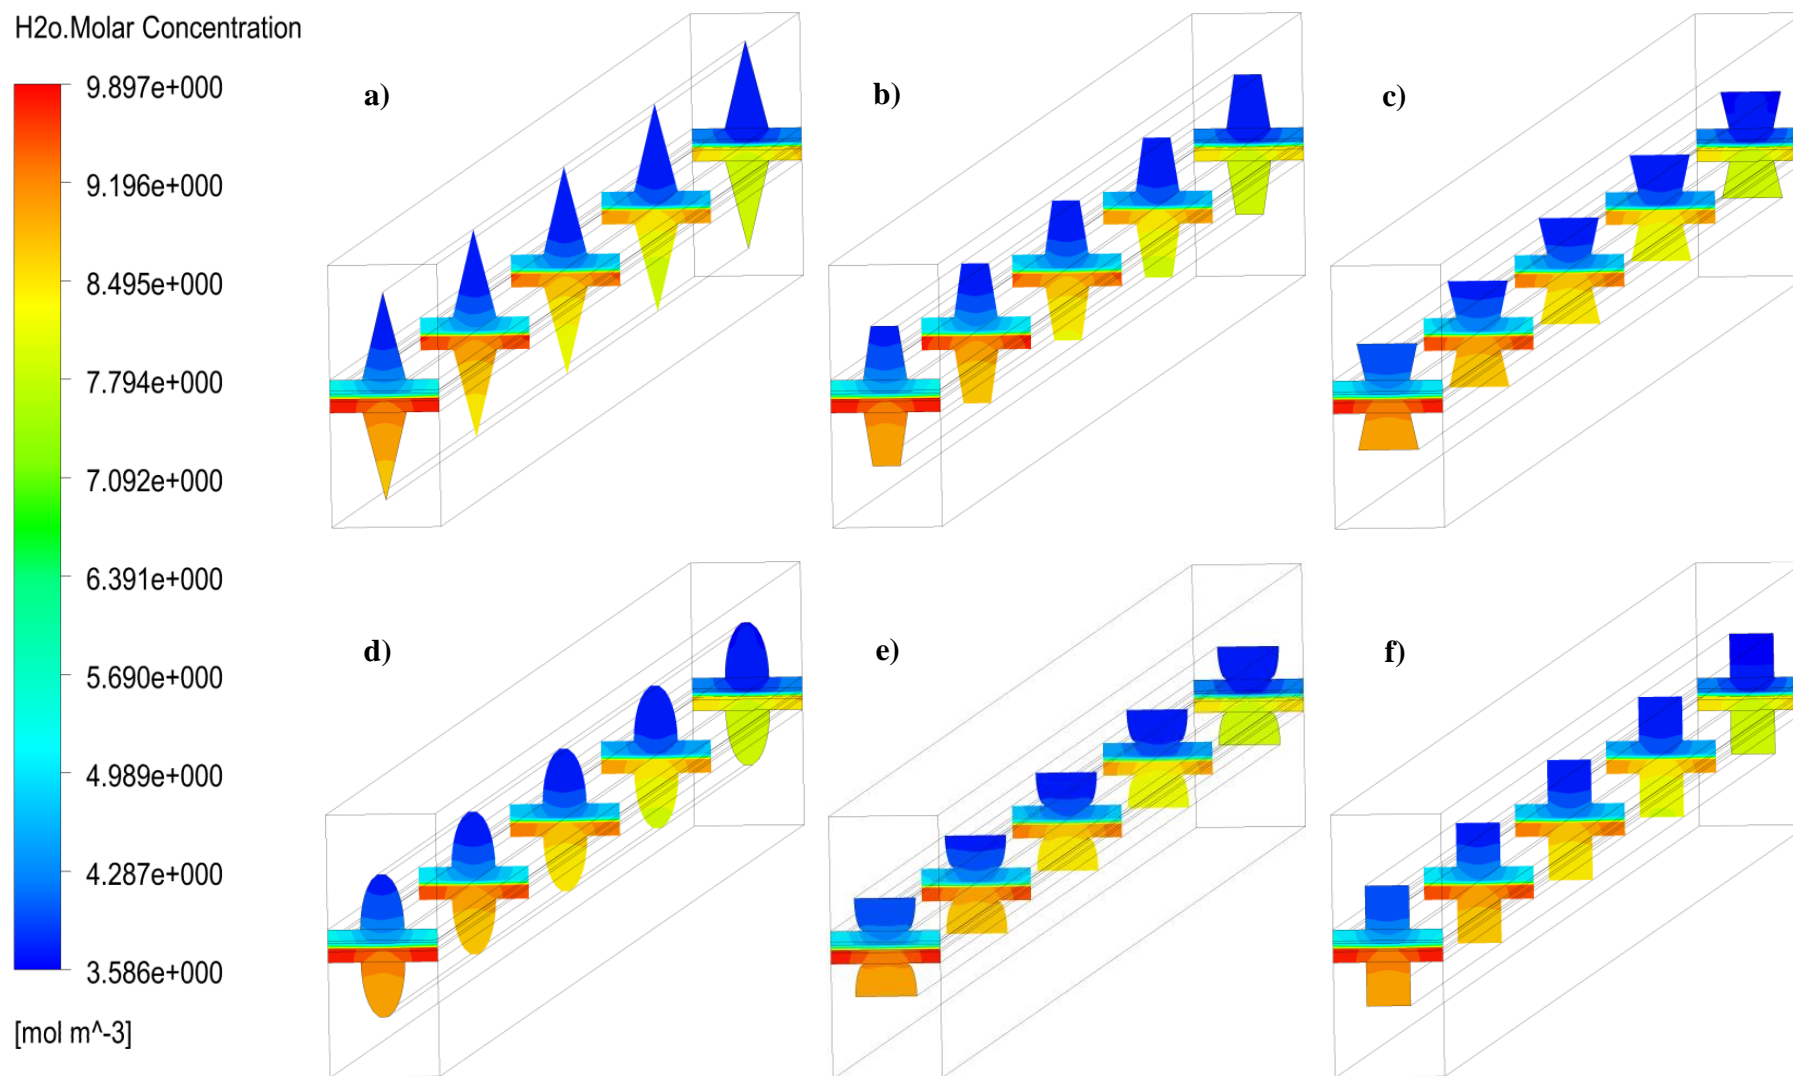 H2o.Molar Concentration
9.897e+000
9.196e+000
8.495e+000
7.794e+000
7.092e+000
6.391e+000
5.690e+000
4.989e+000
4.287e+000
3.586e+000
[mol m^-3]
a)
b)
c)
d)
e)
f)